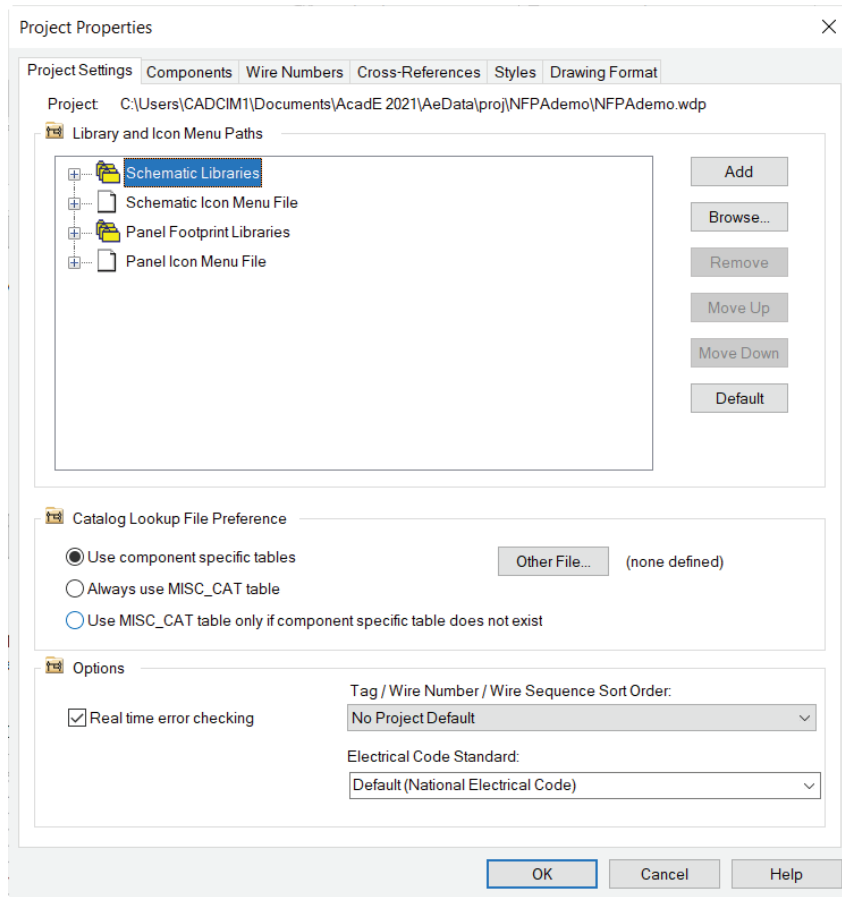 Project Properties
Project Settings Components Wire Numbers Cross-References Styles Drawing Format
Project: C:\Users\CADCIM1\Documents\AcadE 2021\AeData\proj\NFPAdemo\NFPAdemo.wdp
Library and Icon Menu Paths
Schematic Libraries
Schematic Icon Menu File
Panel Footprint Libraries
Panel Icon Menu File
Add
Browse...
Remove
Move Up
Move Down
Default
Catalog Lookup File Preference
Use component specific tables
Always use MISC_CAT table
Use MISC_CAT table only if component specific table does not exist
Other File... (none defined)
Options
Real time error checking
Tag / Wire Number / Wire Sequence Sort Order:
No Project Default
Electrical Code Standard:
Default (National Electrical Code)
OK Cancel Help